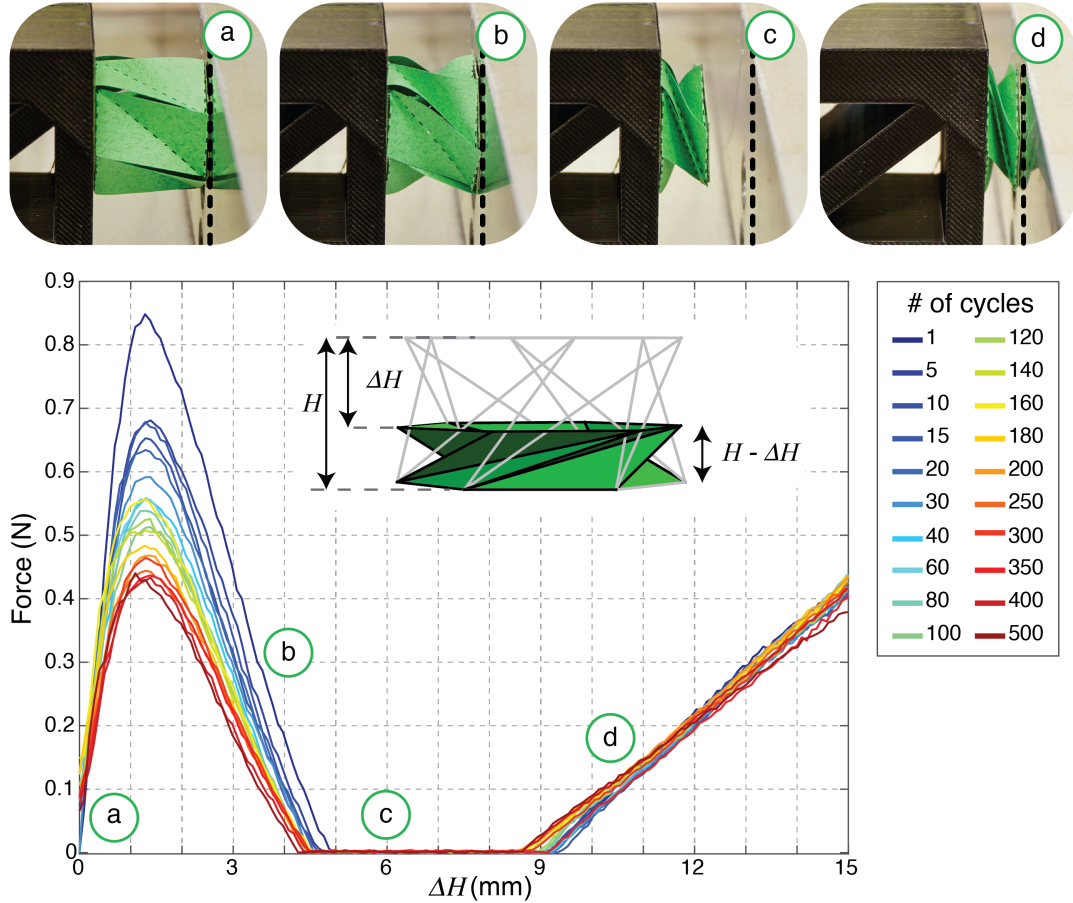 a
b
c
d
0.9
0.8
0.7
0.6
0.5
0.4
0.3
0.2
0.1
0
Force (N)
H
ΔH
H - ΔH
b
d
c
a
0
3
6
9
12
15
ΔH (mm)
# of cycles
1
5
10
15
20
30
40
60
80
100
120
140
160
180
200
250
300
350
400
500